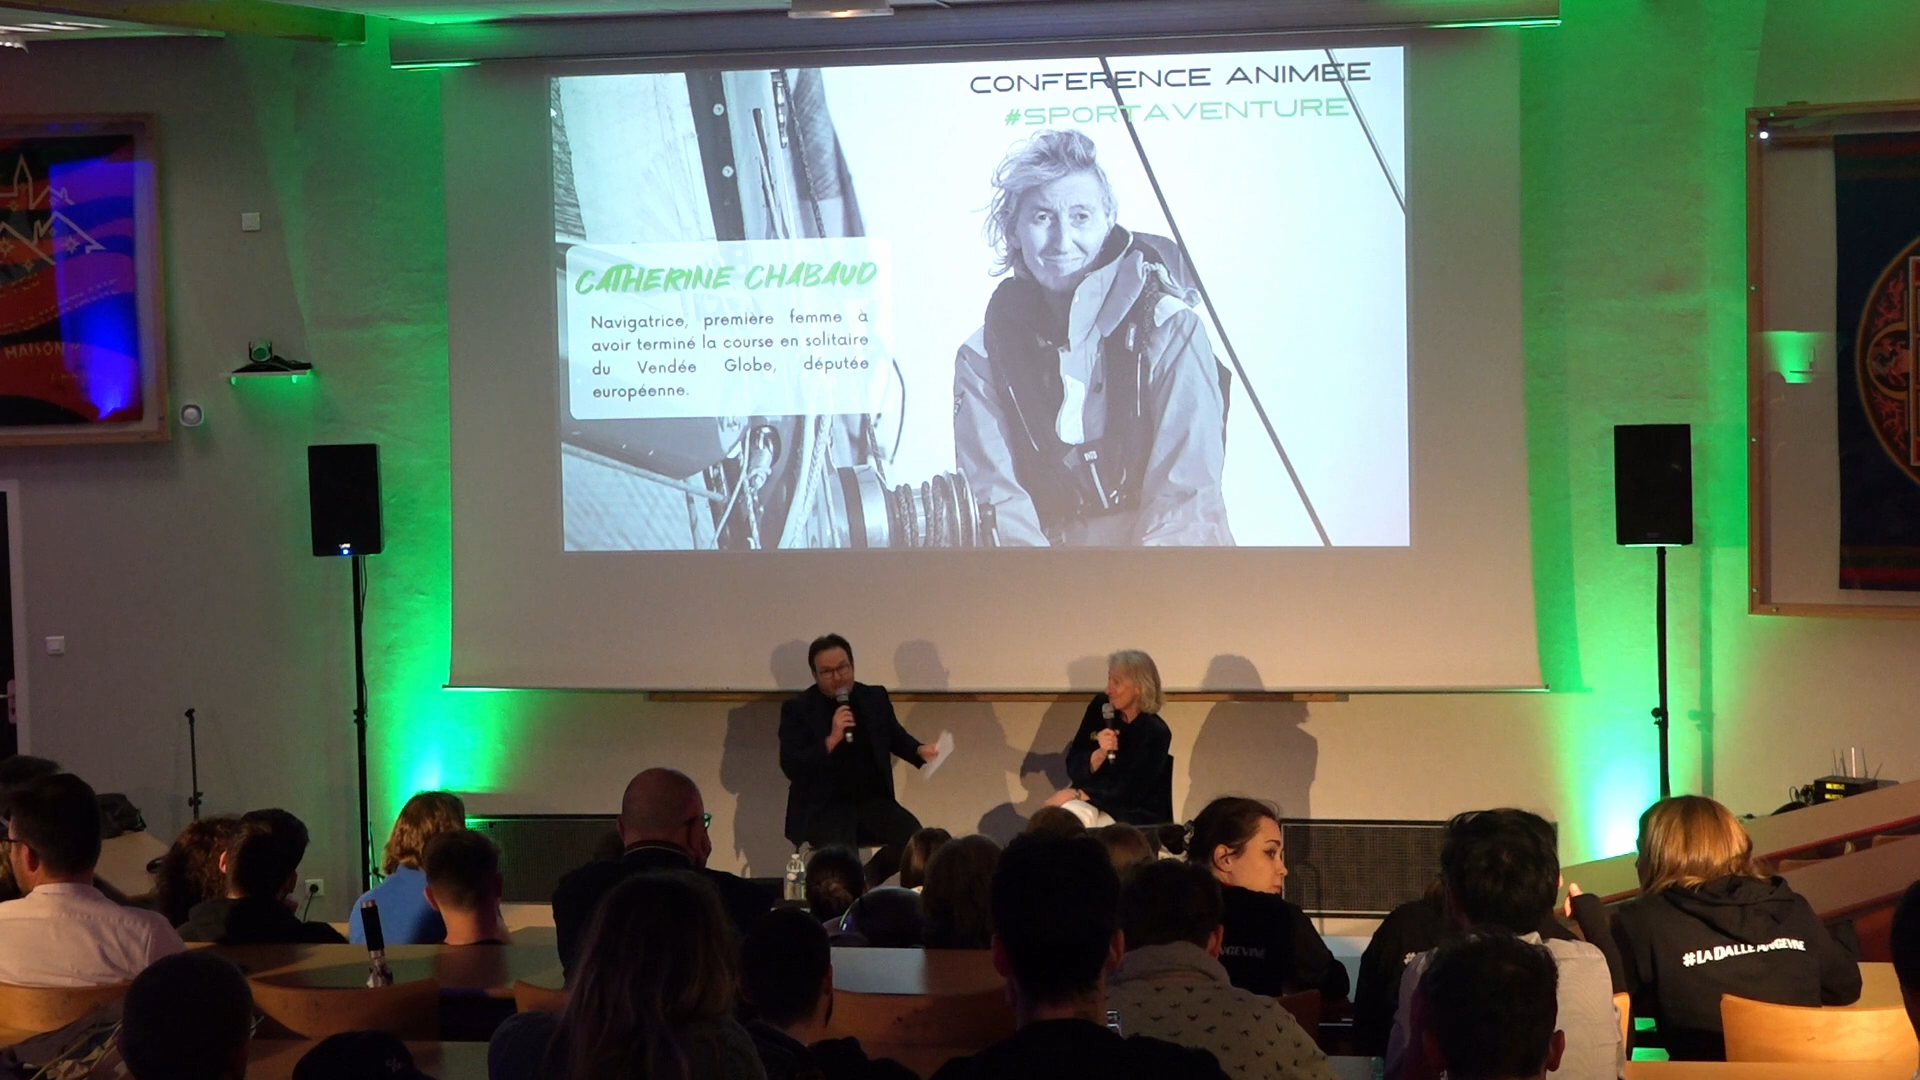 CONFERENCE ANIMEE
#SPORTAVENTURE
CATHERINE CHABAUD
Navigatrice, première femme à
avoir terminé la course en solitaire
du Vendée Globe, députée
européenne.
MAISON
#LA DALLE ANGEVINE